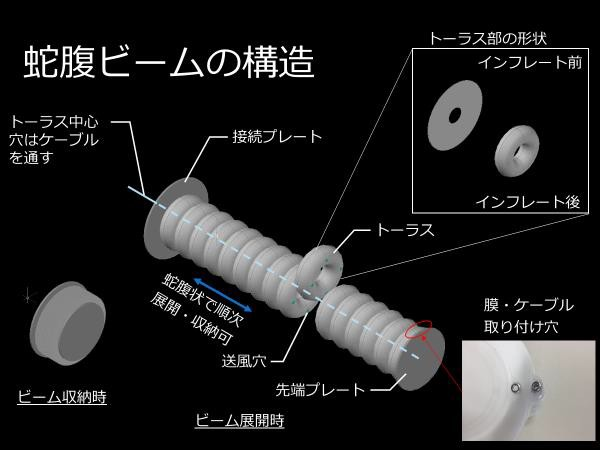 蛇腹ビームの構造
トーラス部の形状
インフレート前
インフレート後
トーラス中心
穴はケーブル
を通す
接続プレート
トーラス
蛇腹状で順次
展開・収納可
送風穴
先端プレート
膜・ケーブル
取り付け穴
ビーム収納時
ビーム展開時